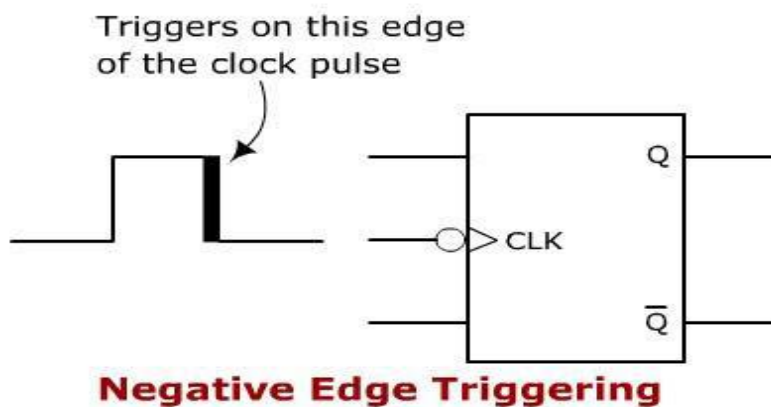 Triggers on this edge
of the clock pulse
Q
CLK
Q̅
Negative Edge Triggering